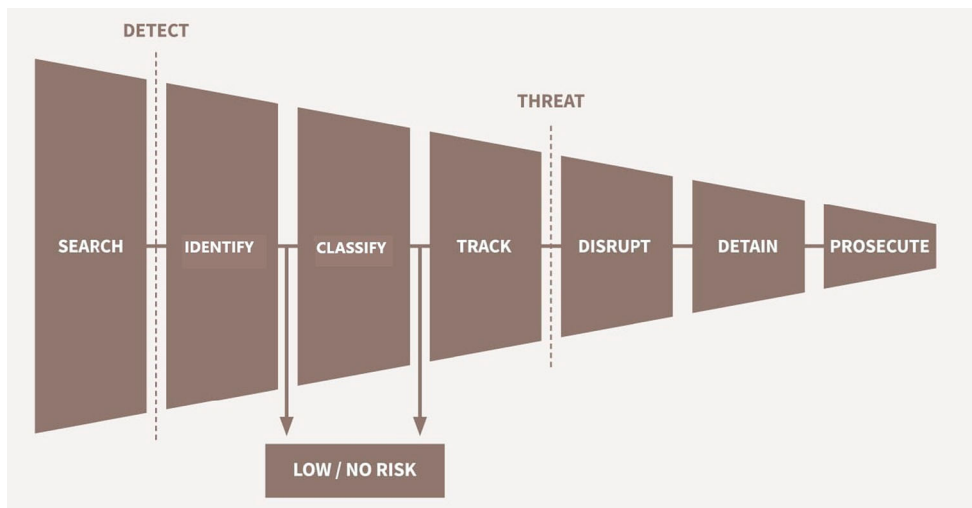 DETECT
THREAT
SEARCH
IDENTIFY
CLASSIFY
TRACK
DISRUPT
DETAIN
PROSECUTE
LOW / NO RISK